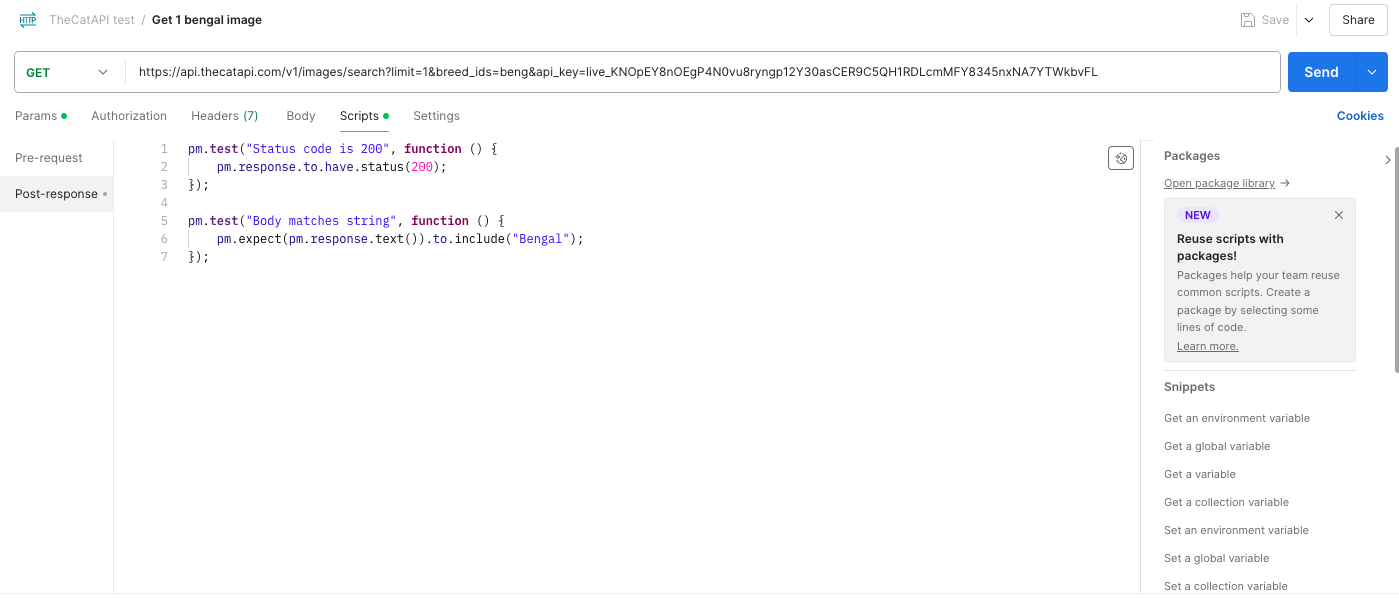 HTTP TheCatAPI test / Get 1 bengal image Save Share
GET https://api.thecatapi.com/v1/images/search?limit=1&breed_ids=beng&api_key=live_KNOpEY8nOEgP4N0vu8ryngp12Y30asCER9C5QH1RDLcmMFY8345nxNA7YTWkbvFL Send
Params Authorization Headers (7) Body Scripts Settings Cookies
Pre-request
Post-response
1 pm.test("Status code is 200", function () {
2     pm.response.to.have.status(200);
3 });
4
5 pm.test("Body matches string", function () {
6     pm.expect(pm.response.text()).to.include("Bengal");
7 });
Packages
Open package library →
NEW
Reuse scripts with
packages!
Packages help your team reuse
common scripts. Create a
package by selecting some
lines of code.
Learn more.
Snippets
Get an environment variable
Get a global variable
Get a variable
Get a collection variable
Set an environment variable
Set a global variable
Set a collection variable